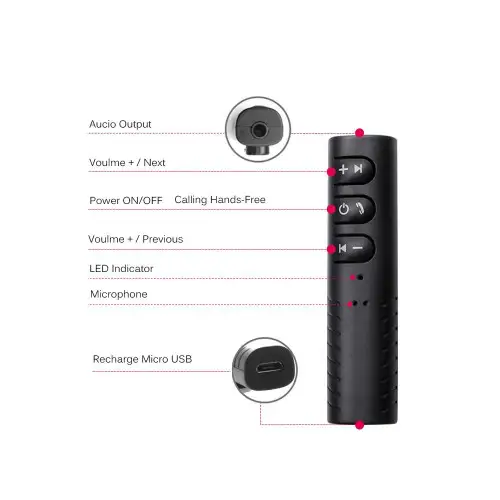 Aucio Output
Voulme + / Next
Power ON/OFF Calling Hands-Free
Voulme + / Previous
LED Indicator
Microphone
Recharge Micro USB